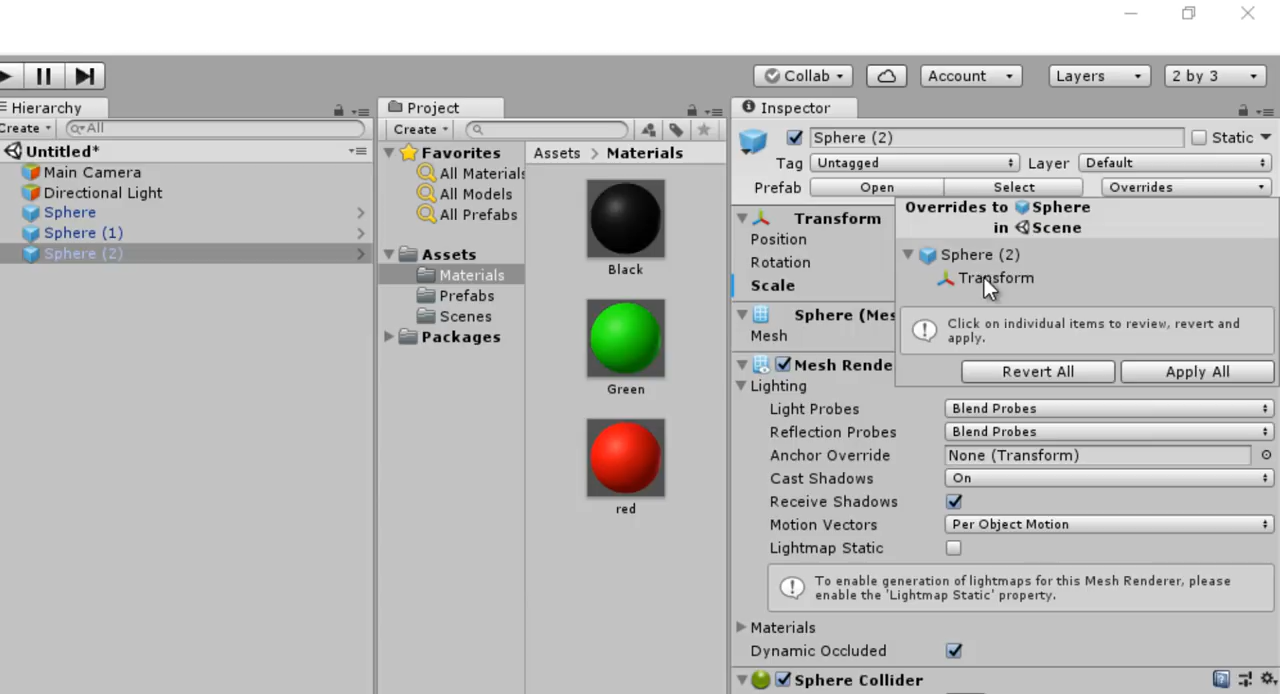 Collab
Account
Layers
2 by 3
Hierarchy
Create
All
Untitled*
Main Camera
Directional Light
Sphere
Sphere (1)
Sphere (2)
Project
Create
Favorites
All Materials
All Models
All Prefabs
Assets
Materials
Prefabs
Scenes
Packages
Assets > Materials
Black
Green
red
Inspector
Sphere (2)
Static
Tag Untagged Layer Default
Prefab Open Select Overrides
Transform
Position
Rotation
Scale
Sphere (Mes
Mesh
Mesh Rende
Overrides to Sphere
in Scene
Sphere (2)
Transform
Click on individual items to review, revert and
apply.
Revert All Apply All
Lighting
Light Probes Blend Probes
Reflection Probes Blend Probes
Anchor Override None (Transform)
Cast Shadows On
Receive Shadows
Motion Vectors Per Object Motion
Lightmap Static
To enable generation of lightmaps for this Mesh Renderer, please
enable the 'Lightmap Static' property.
Materials
Dynamic Occluded
Sphere Collider